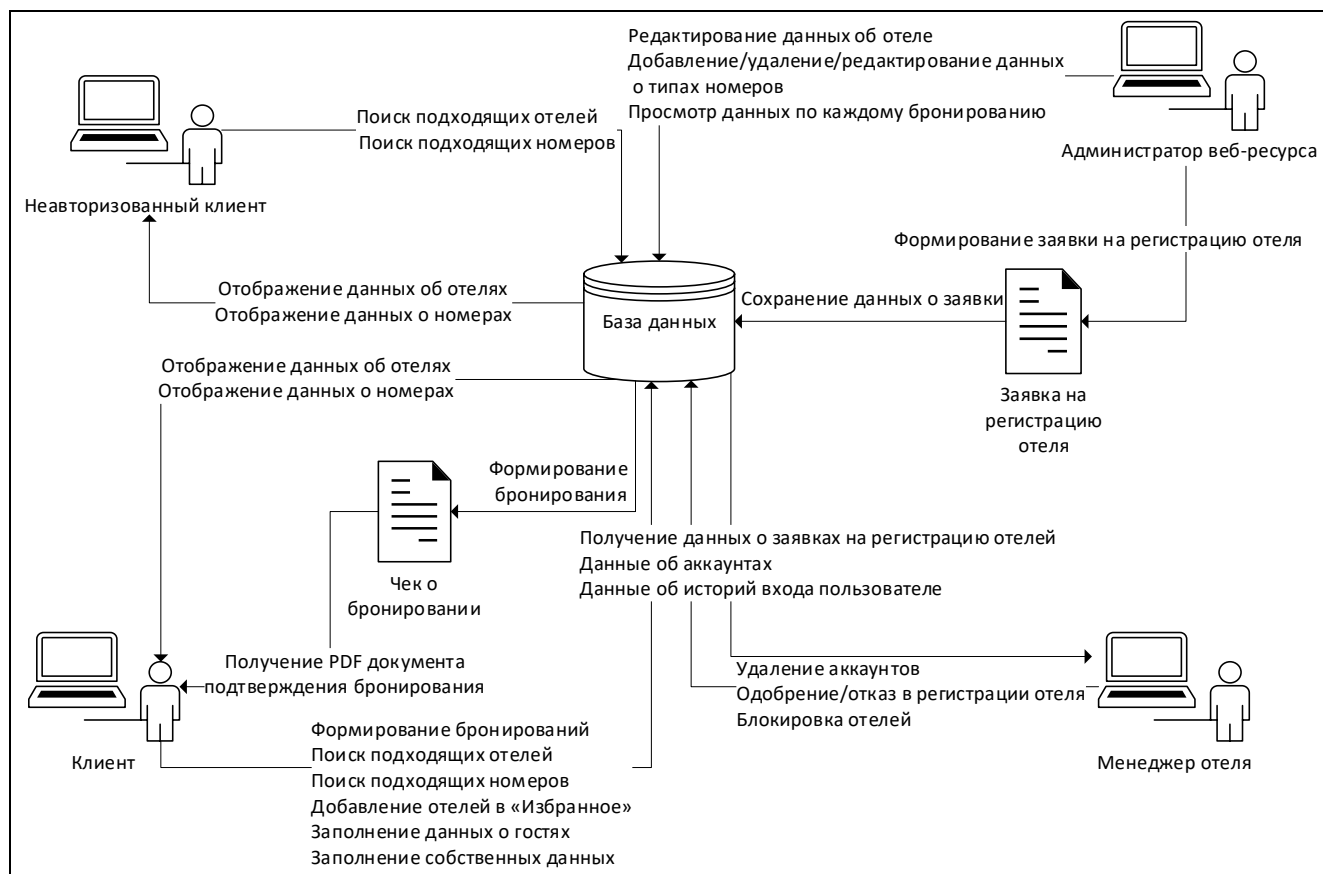 Редактирование данных об отеле
Добавление/удаление/редактирование данных
о типах номеров
Просмотр данных по каждому бронированию
Администратор веб-ресурса
Поиск подходящих отелей
Поиск подходящих номеров
Неавторизованный клиент
Формирование заявки на регистрацию отеля
Отображение данных об отелях
Отображение данных о номерах
База данных
Сохранение данных о заявки
Заявка на
регистрацию
отеля
Отображение данных об отелях
Отображение данных о номерах
Формирование
бронирования
Чек о
бронировании
Получение данных о заявках на регистрацию отелей
Данные об аккаунтах
Данные об историй входа пользователе
Получение PDF документа
подтверждения бронирования
Клиент
Удаление аккаунтов
Одобрение/отказ в регистрации отеля
Блокировка отелей
Менеджер отеля
Формирование бронирований
Поиск подходящих отелей
Поиск подходящих номеров
Добавление отелей в «Избранное»
Заполнение данных о гостях
Заполнение собственных данных